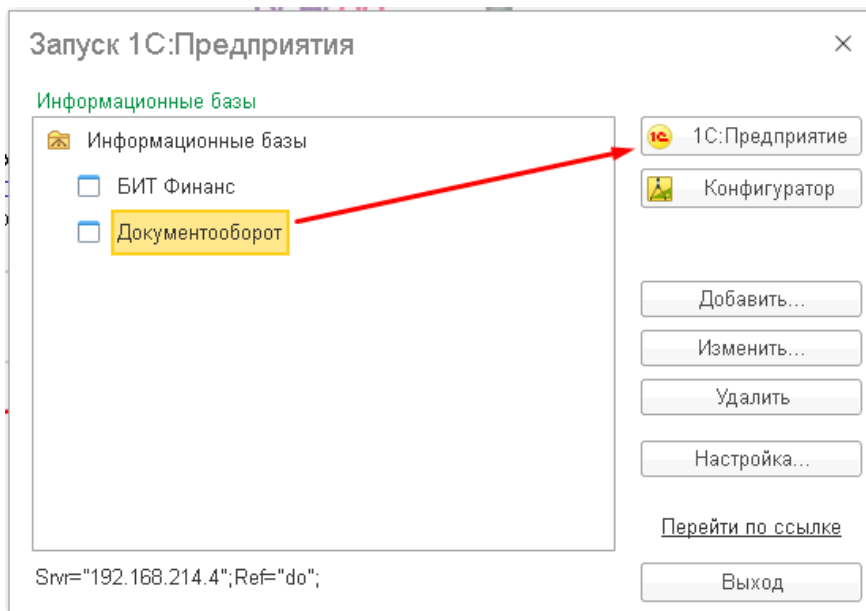 Запуск 1С:Предприятия
Информационные базы
Информационные базы
БИТ Финанс
Документооборот
1С:Предприятие
Конфигуратор
Добавить...
Изменить...
Удалить
Настройка...
Перейти по ссылке
Выход
Srvr="192.168.214.4";Ref="do";